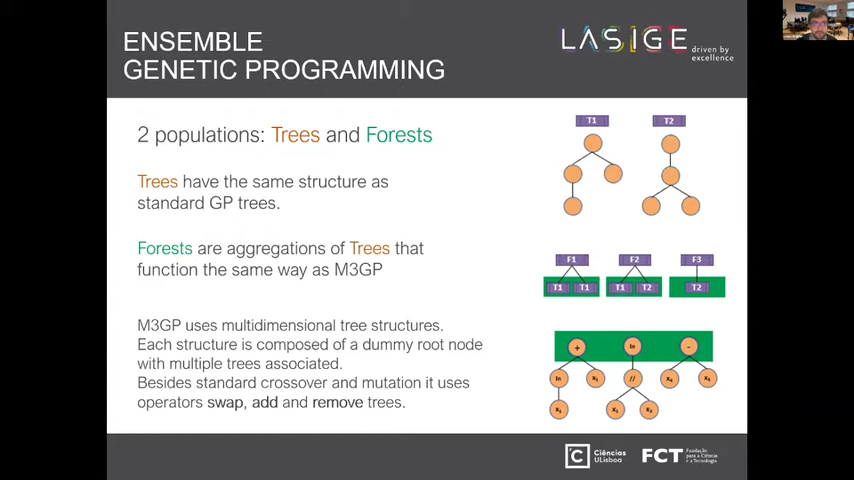 ENSEMBLE
GENETIC PROGRAMMING
LASIGE
driven by
excellence
2 populations: Trees and Forests
Trees have the same structure as
standard GP trees.
Forests are aggregations of Trees that
function the same way as M3GP
M3GP uses multidimensional tree structures.
Each structure is composed of a dummy root node
with multiple trees associated.
Besides standard crossover and mutation it uses
operators swap, add and remove trees.
T1 T2
F1 F2 F3
T1 T1 T1 T2 T2
+ ln -
ln // 
Ciências
ULisboa
FCT
Fundação
para a Ciência
e a Tecnologia